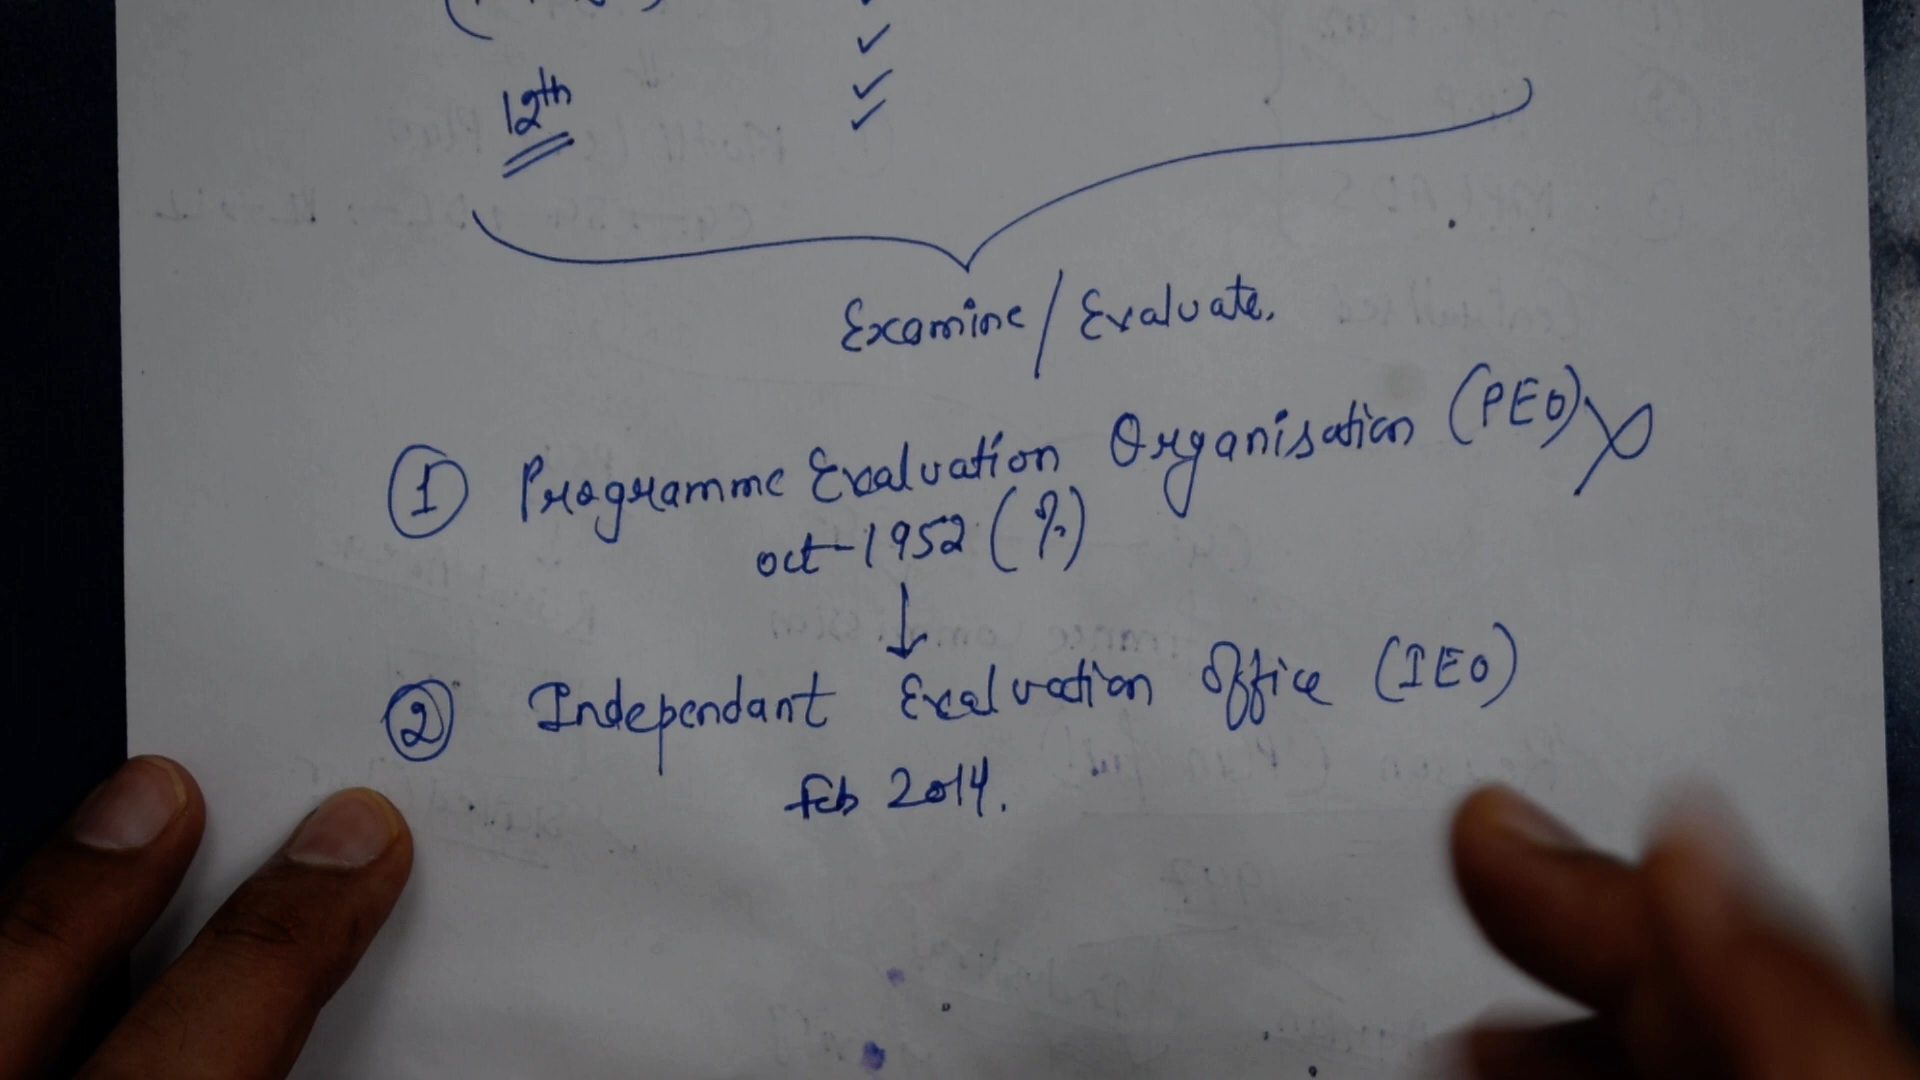 12th
Examine / Evaluate.
① Programme Evaluation Organisation (PEO)
oct-1952 (%)
② Independant Evaluation Office (IEO)
Feb 2014.